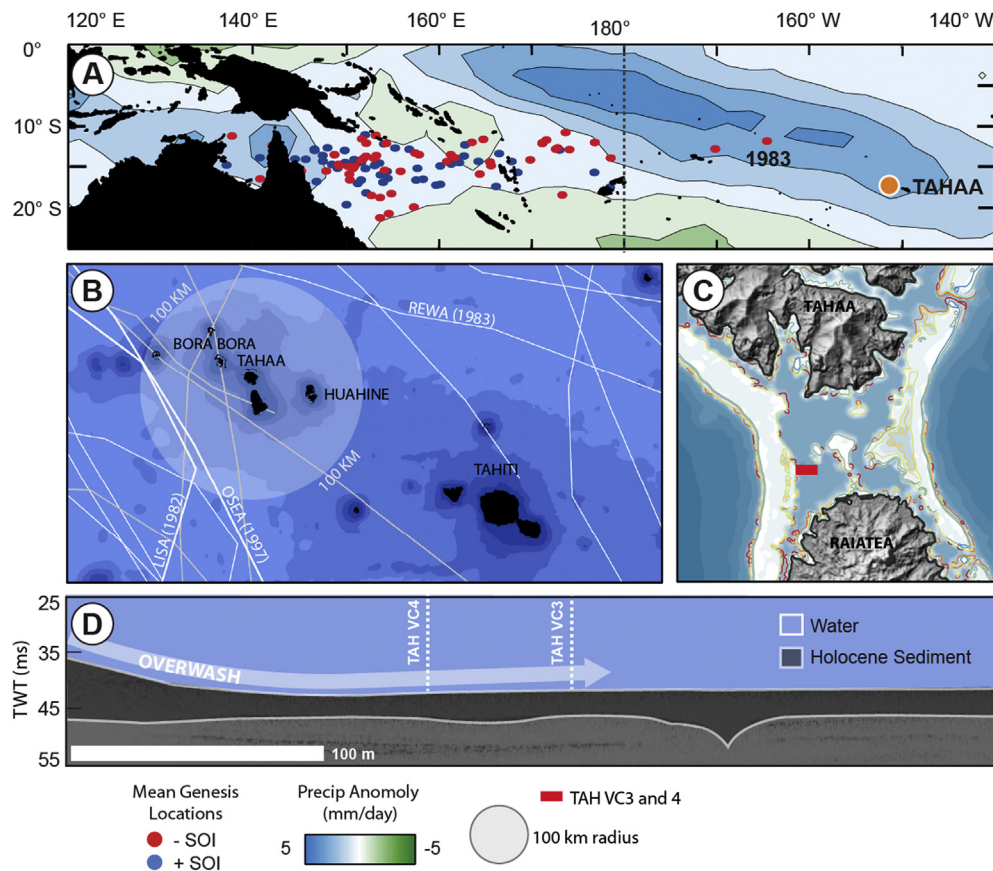 120° E 140° E 160° E 180° 160° W 140° W
0°
10° S
20° S
A
1983
TAHAA
B
100 KM
BORA BORA
TAHAA
HUAHINE
REWA (1983)
100 KM
TAHITI
LISA (1982)
OSEA (1997)
C
TAHAA
RAIATEA
D
25
35
45
55
TWT (ms)
OVERWASH
TAH VC4
TAH VC3
Water
Holocene Sediment
100 m
Mean Genesis
Locations
- SOI
+ SOI
Precip Anomoly
(mm/day)
5 -5
TAH VC3 and 4
100 km radius